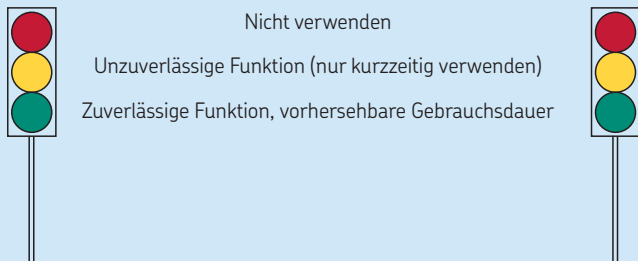 Nicht verwenden
Unzuverlässige Funktion (nur kurzzeitig verwenden)
Zuverlässige Funktion, vorhersehbare Gebrauchsdauer